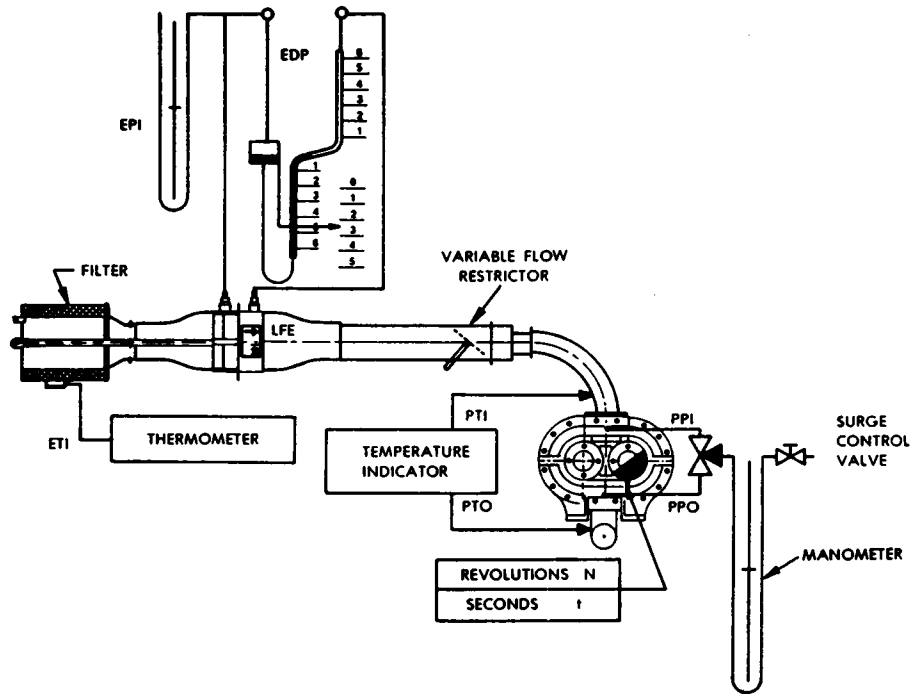 EDP
6
5
4
3
2
1
EPI
1
2
3
4
5
6
0
1
2
3
4
5
VARIABLE FLOW
RESTRICTOR
FILTER
LFE
ETI
THERMOMETER
PTI
TEMPERATURE
INDICATOR
PTO
PPI
PPO
SURGE
CONTROL
VALVE
MANOMETER
REVOLUTIONS N
SECONDS t